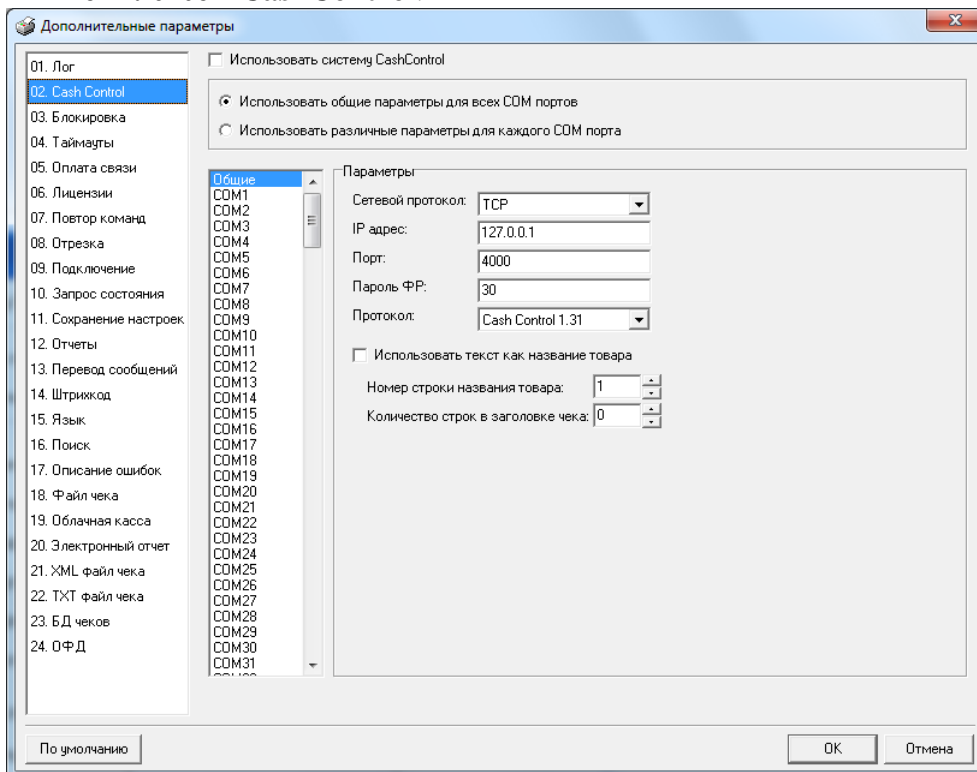 Дополнительные параметры
01. Лог
02. Cash Control
03. Блокировка
04. Таймауты
05. Оплата связи
06. Лицензии
07. Повтор команд
08. Отрезка
09. Подключение
10. Запрос состояния
11. Сохранение настроек
12. Отчеты
13. Перевод сообщений
14. Штрихкод
15. Язык
16. Поиск
17. Описание ошибок
18. Файл чека
19. Облачная касса
20. Электронный отчет
21. XML файл чека
22. TXT файл чека
23. БД чеков
24. ОФД
Использовать систему CashControl
Использовать общие параметры для всех COM портов
Использовать различные параметры для каждого COM порта
Общие
COM1
COM2
COM3
COM4
COM5
COM6
COM7
COM8
COM9
COM10
COM11
COM12
COM13
COM14
COM15
COM16
COM17
COM18
COM19
COM20
COM21
COM22
COM23
COM24
COM25
COM26
COM27
COM28
COM29
COM30
COM31
Параметры
Сетевой протокол: TCP
IP адрес: 127.0.0.1
Порт: 4000
Пароль ФР: 30
Протокол: Cash Control 1.31
Использовать текст как название товара
Номер строки названия товара: 1
Количество строк в заголовке чека: 0
По умолчанию
OK
Отмена